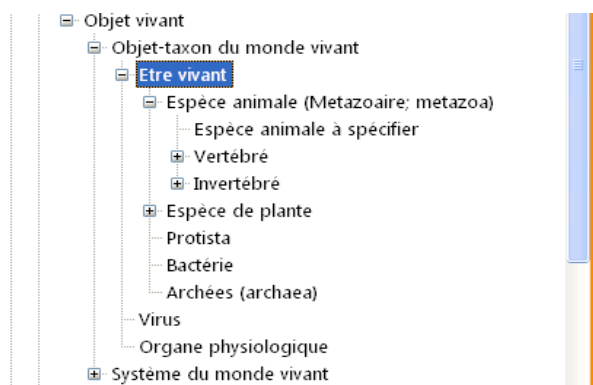 Objet vivant
Objet-taxon du monde vivant
Etre vivant
Espèce animale (Metazoaire; metazoa)
Espèce animale à spécifier
Vertébré
Invertébré
Espèce de plante
Protista
Bactérie
Archées (archaea)
Virus
Organe physiologique
Système du monde vivant